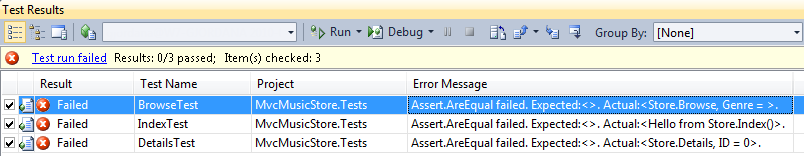 Test Results
Run Debug Group By: [None]
Test run failed Results: 0/3 passed; Item(s) checked: 3
Result Test Name Project Error Message
Failed BrowseTest MvcMusicStore.Tests Assert.AreEqual failed. Expected:<>. Actual:<Store.Browse, Genre = >.
Failed IndexTest MvcMusicStore.Tests Assert.AreEqual failed. Expected:<>. Actual:<Hello from Store.Index()>.
Failed DetailsTest MvcMusicStore.Tests Assert.AreEqual failed. Expected:<>. Actual:<Store.Details, ID = 0>.